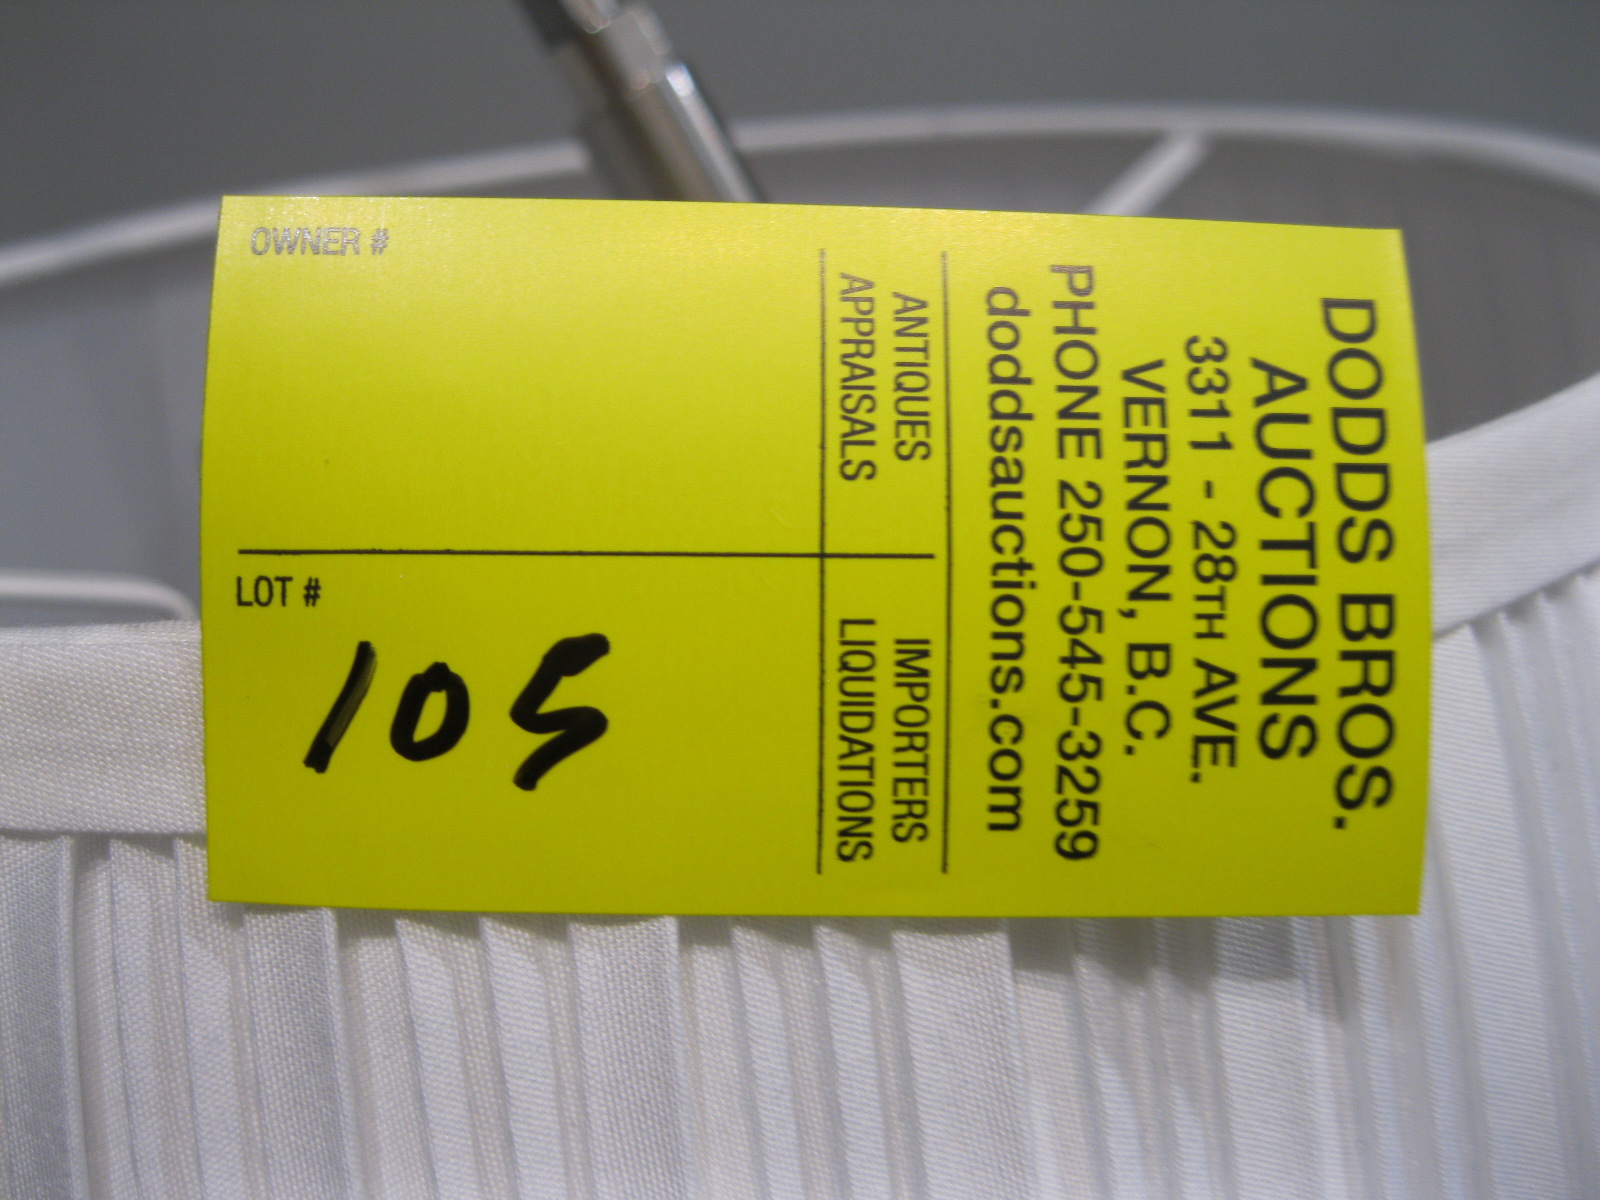 DODDS BROS.
AUCTIONS
3311 - 28TH AVE.
VERNON, B.C.
PHONE 250-545-3259
doddsauctions.com
ANTIQUES IMPORTERS
APPRAISALS LIQUIDATIONS
OWNER #
LOT #
105